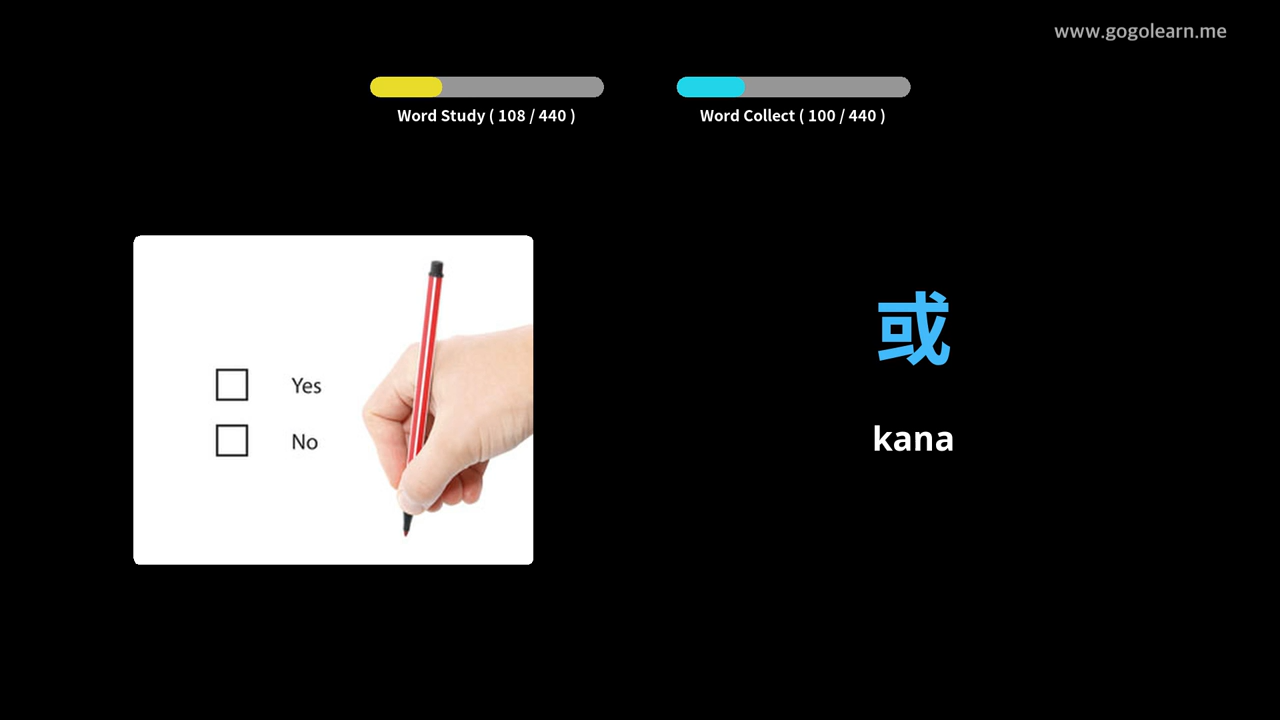 www.gogolearn.me
Word Study ( 108 / 440 )
Word Collect ( 100 / 440 )
Yes
No
或
kana